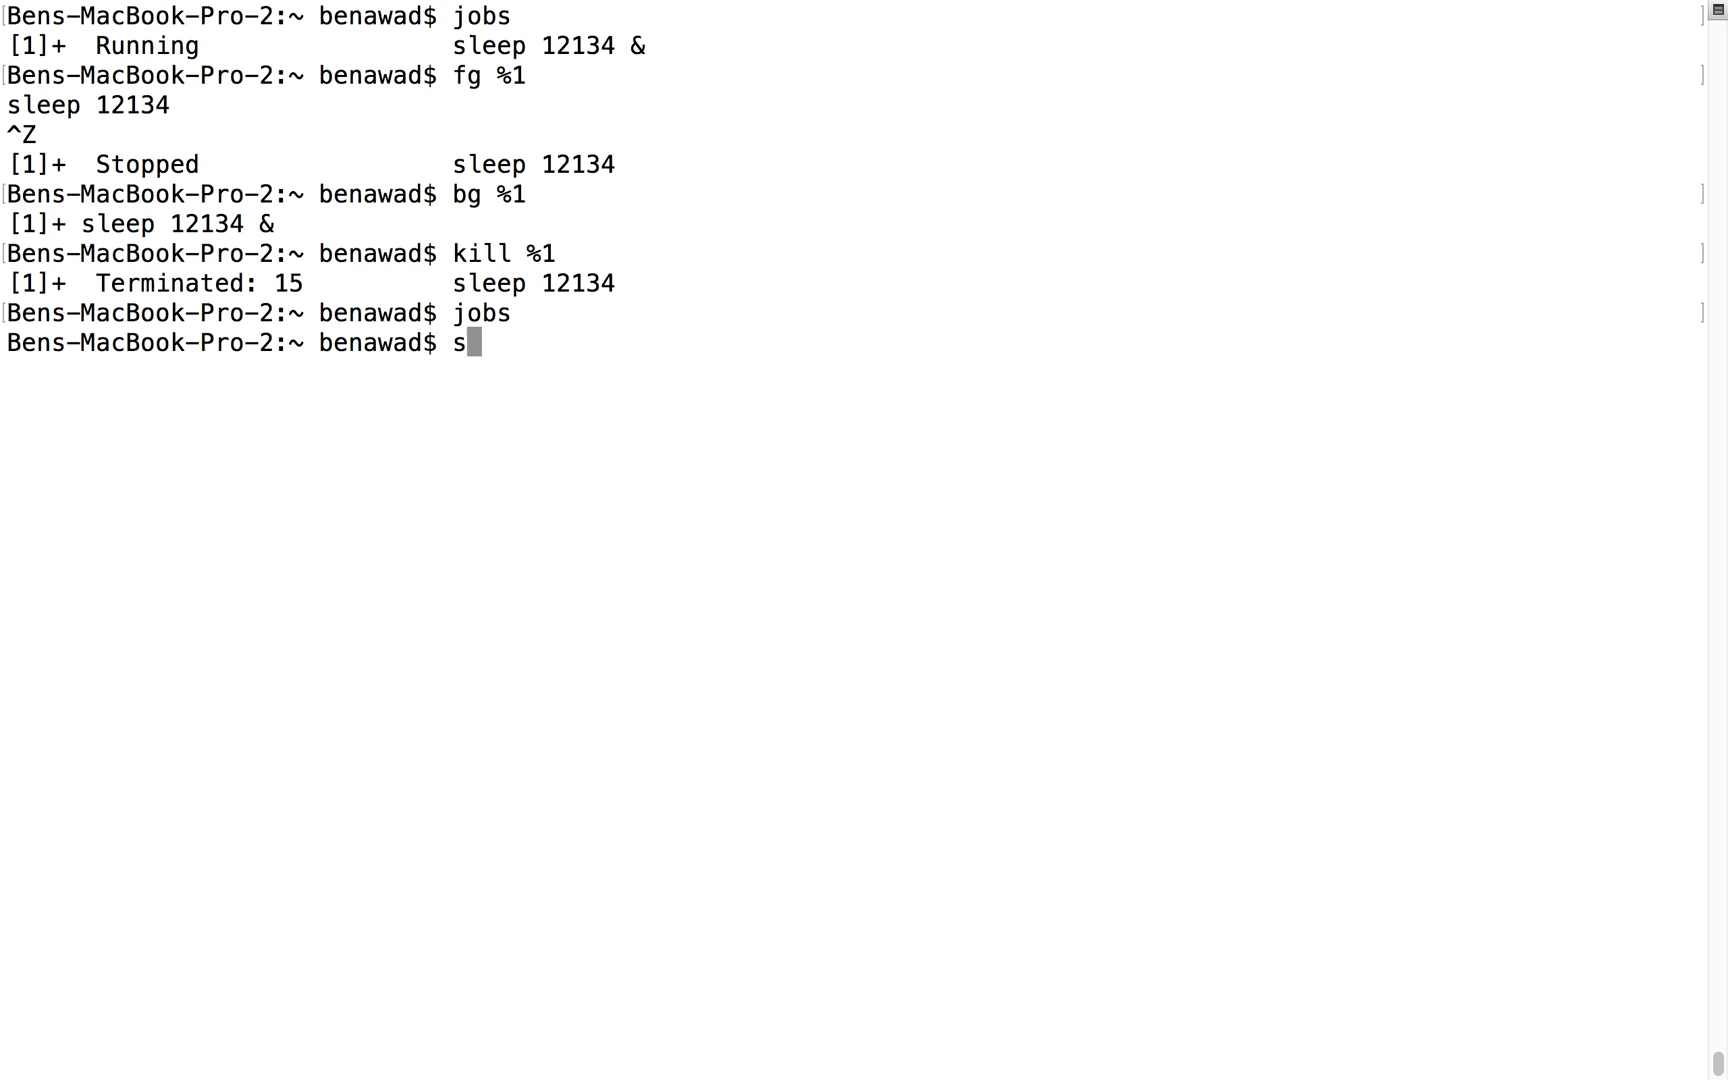 Bens-MacBook-Pro-2:~ benawad$ jobs
[1]+  Running                 sleep 12134 &
Bens-MacBook-Pro-2:~ benawad$ fg %1
sleep 12134
^Z
[1]+  Stopped                 sleep 12134
Bens-MacBook-Pro-2:~ benawad$ bg %1
[1]+ sleep 12134 &
Bens-MacBook-Pro-2:~ benawad$ kill %1
[1]+  Terminated: 15          sleep 12134
Bens-MacBook-Pro-2:~ benawad$ jobs
Bens-MacBook-Pro-2:~ benawad$ s